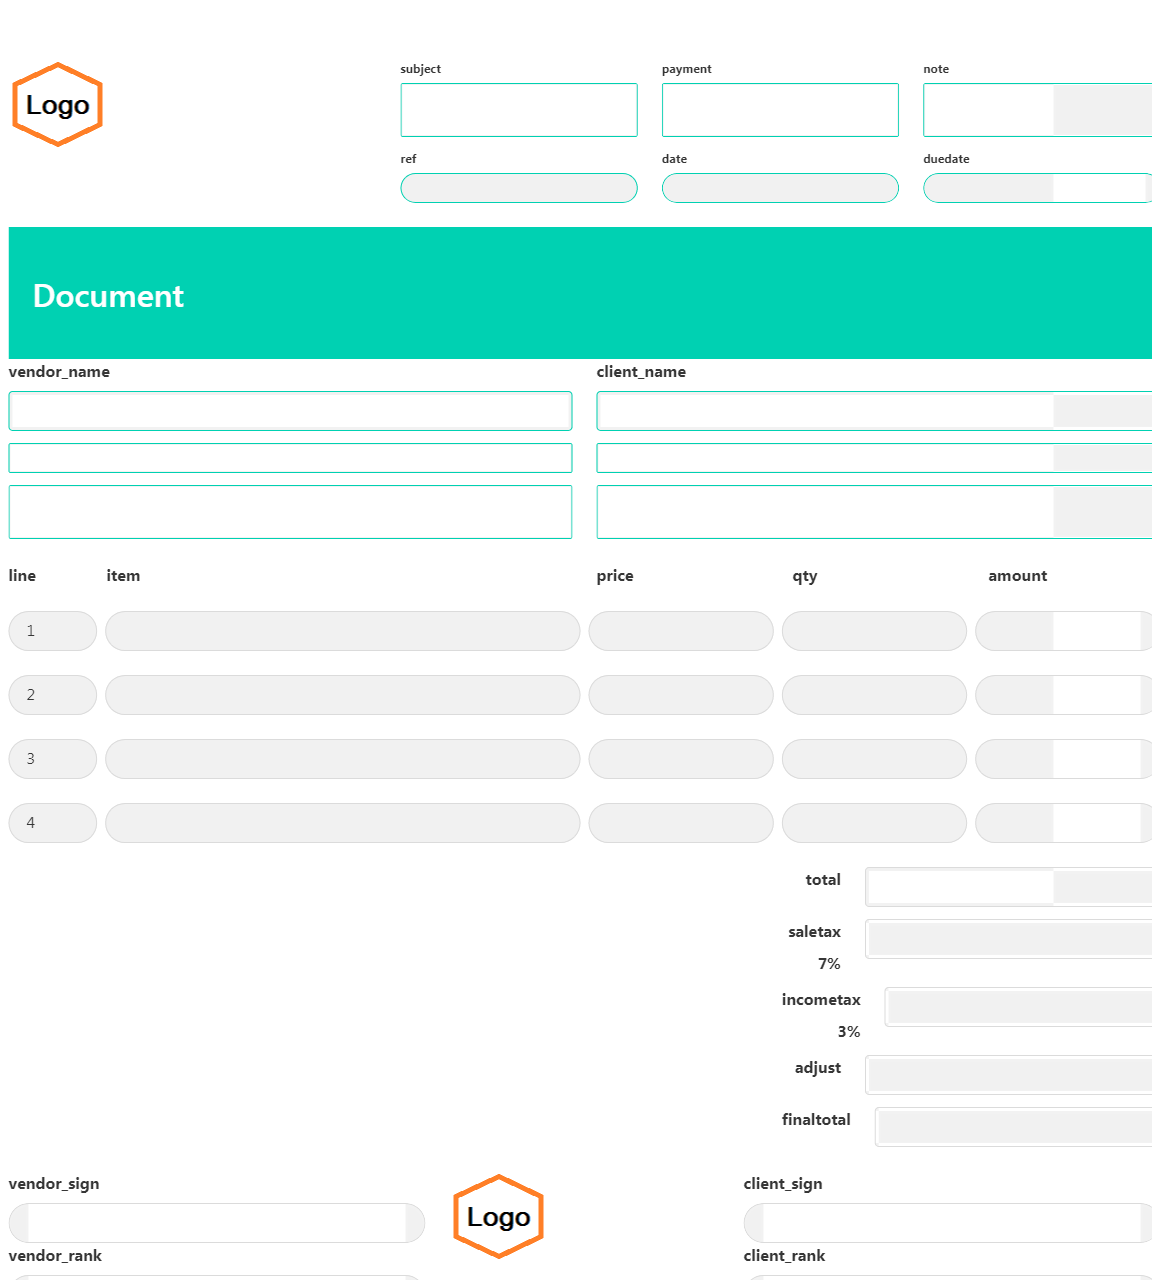 Logo
subject payment note
ref date duedate
Document
vendor_name client_name
line item price qty amount
1
2
3
4
total
saletax
7%
incometax
3%
adjust
finaltotal
vendor_sign Logo client_sign
vendor_rank client_rank